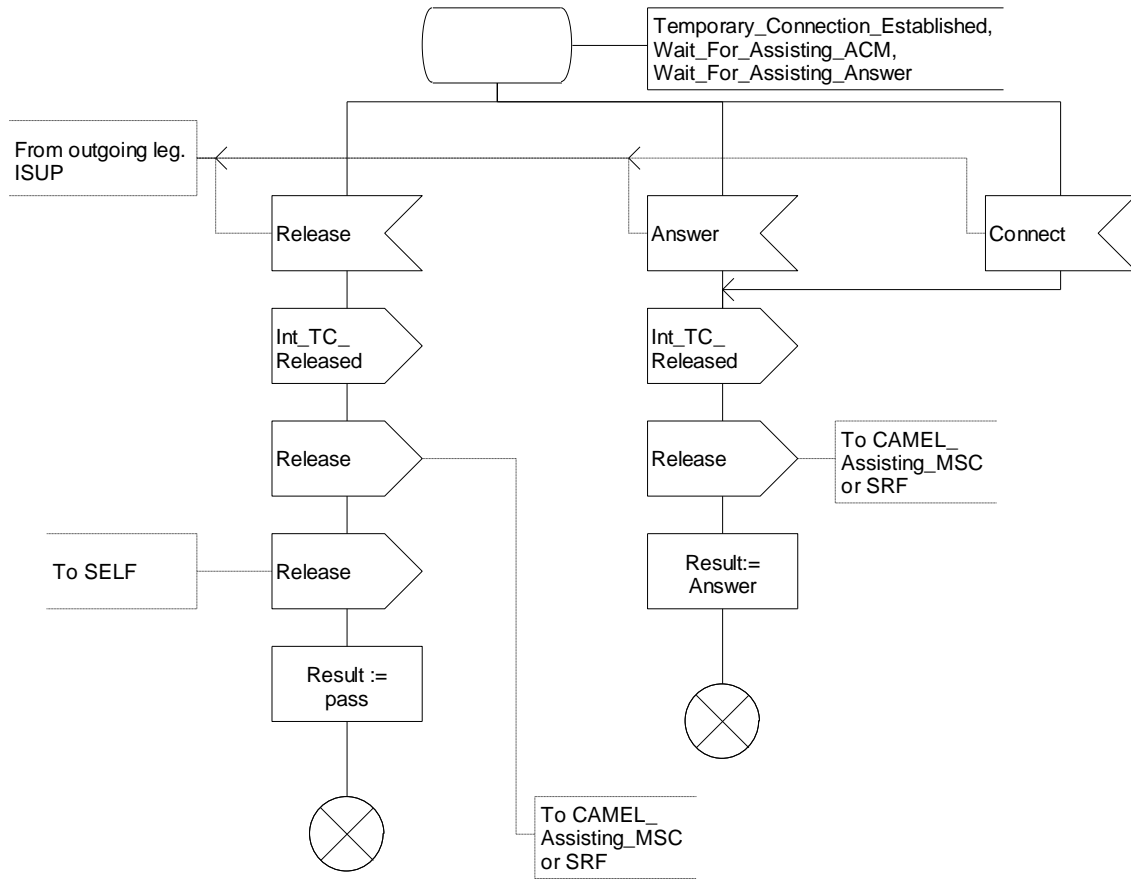 Temporary_Connection_Established,
Wait_For_Assisting_ACM,
Wait_For_Assisting_Answer
From outgoing leg.
ISUP
Release
Answer
Connect
Int_TC_
Released
Int_TC_
Released
Release
Release
To CAMEL_
Assisting_MSC
or SRF
To SELF
Release
Result:=
Answer
Result :=
pass
To CAMEL_
Assisting_MSC
or SRF